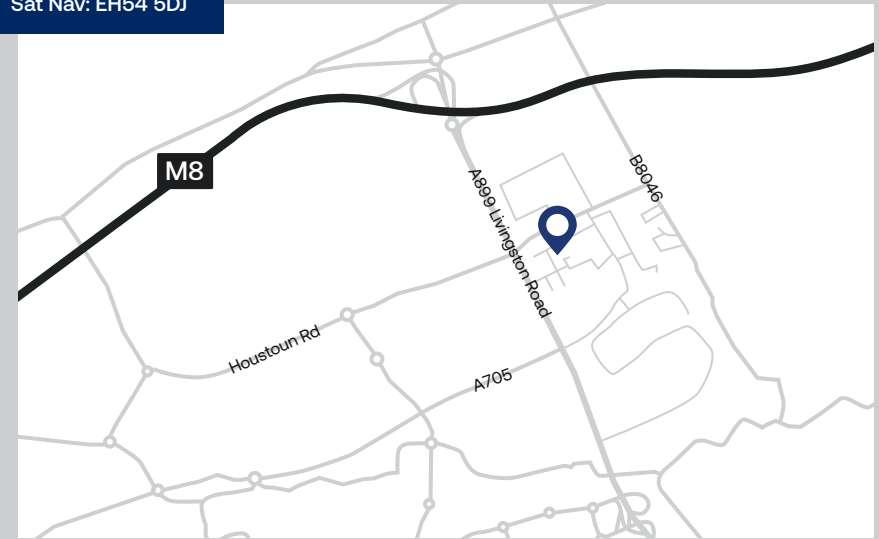 Sat Nav: EH54 5DJ
M8
B8046
A899 Livingston Road
Houstoun Rd
A705